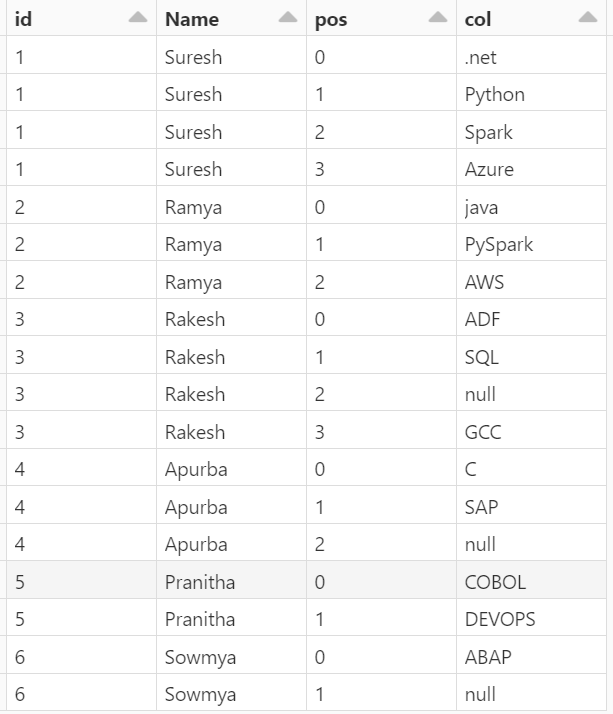 id Name pos col
1 Suresh 0 .net
1 Suresh 1 Python
1 Suresh 2 Spark
1 Suresh 3 Azure
2 Ramya 0 java
2 Ramya 1 PySpark
2 Ramya 2 AWS
3 Rakesh 0 ADF
3 Rakesh 1 SQL
3 Rakesh 2 null
3 Rakesh 3 GCC
4 Apurba 0 C
4 Apurba 1 SAP
4 Apurba 2 null
5 Pranitha 0 COBOL
5 Pranitha 1 DEVOPS
6 Sowmya 0 ABAP
6 Sowmya 1 null